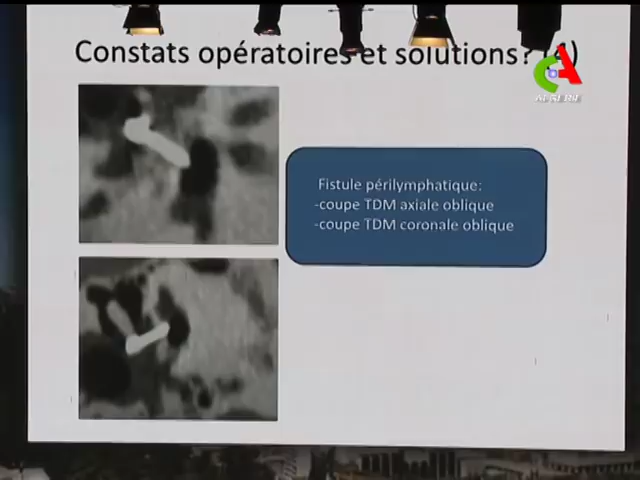 Constats opératoires et solutions? (4)
Fistule périlymphatique:
-coupe TDM axiale oblique
-coupe TDM coronale oblique